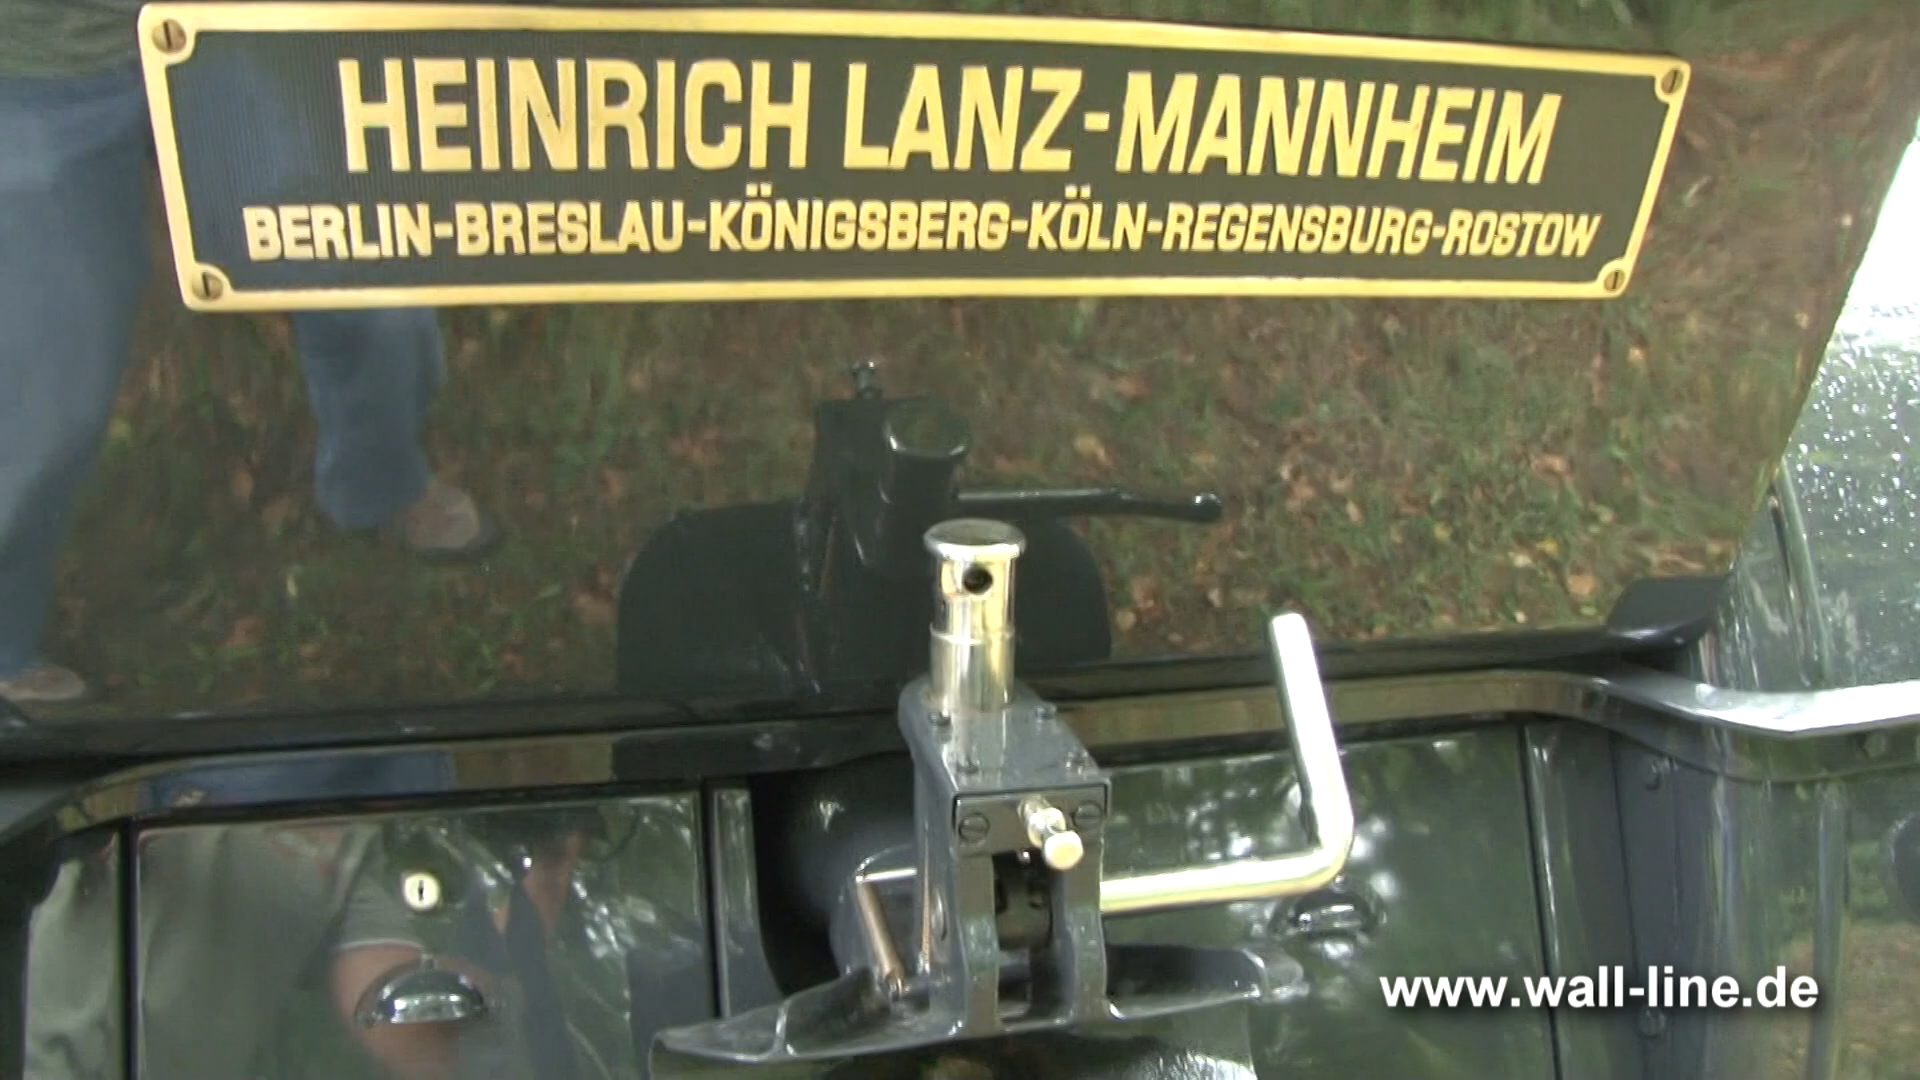 HEINRICH LANZ-MANNHEIM
BERLIN-BRESLAU-KÖNIGSBERG-KÖLN-REGENSBURG-ROSTOW
www.wall-line.de